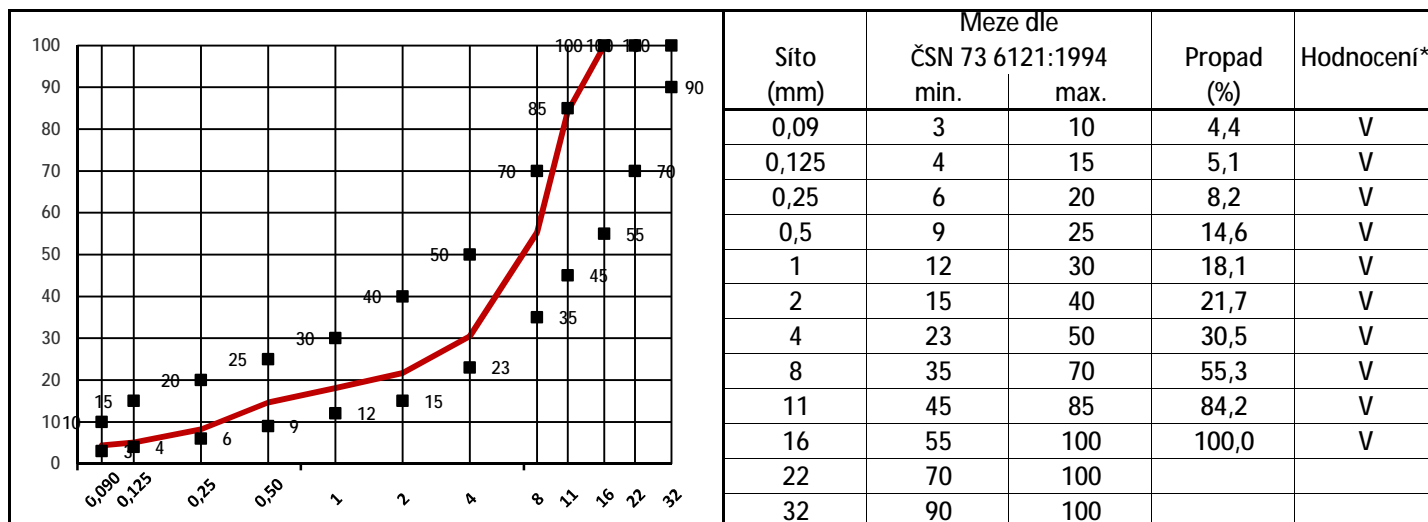 100
90
80
70
60
50
40
30
20
10
0
10 15 20 25 30 40 50 70 85 100 100 100
3 4 6 9 12 15 23 35 45 55 70 90
0,090 0,125 0,25 0,50 1 2 4 8 11 16 22 32
Meze dle
Síto ČSN 73 6121:1994 Propad Hodnocení*
(mm) min. max. (%)
0,09 3 10 4,4 V
0,125 4 15 5,1 V
0,25 6 20 8,2 V
0,5 9 25 14,6 V
1 12 30 18,1 V
2 15 40 21,7 V
4 23 50 30,5 V
8 35 70 55,3 V
11 45 85 84,2 V
16 55 100 100,0 V
22 70 100
32 90 100